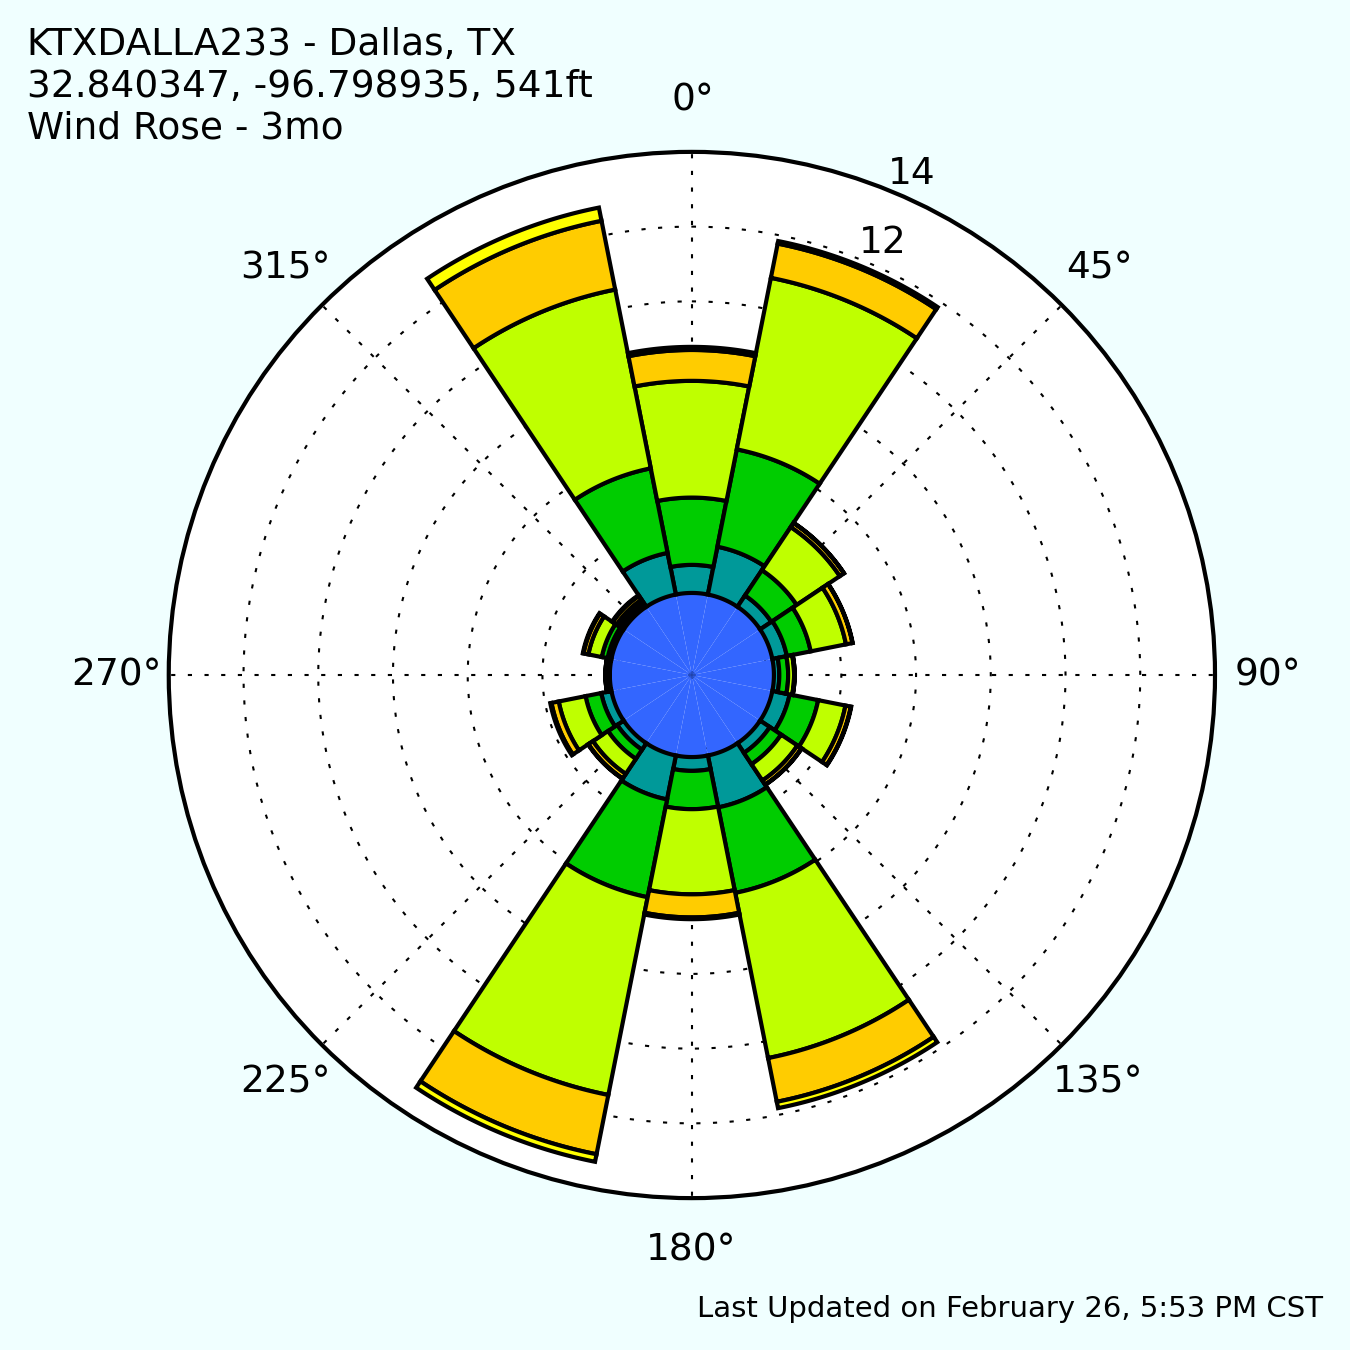 KTXDALLA233 - Dallas, TX
32.840347, -96.798935, 541ft
Wind Rose - 3mo
0°
14
12
315°
45°
270°
90°
225°
135°
180°
Last Updated on February 26, 5:53 PM CST